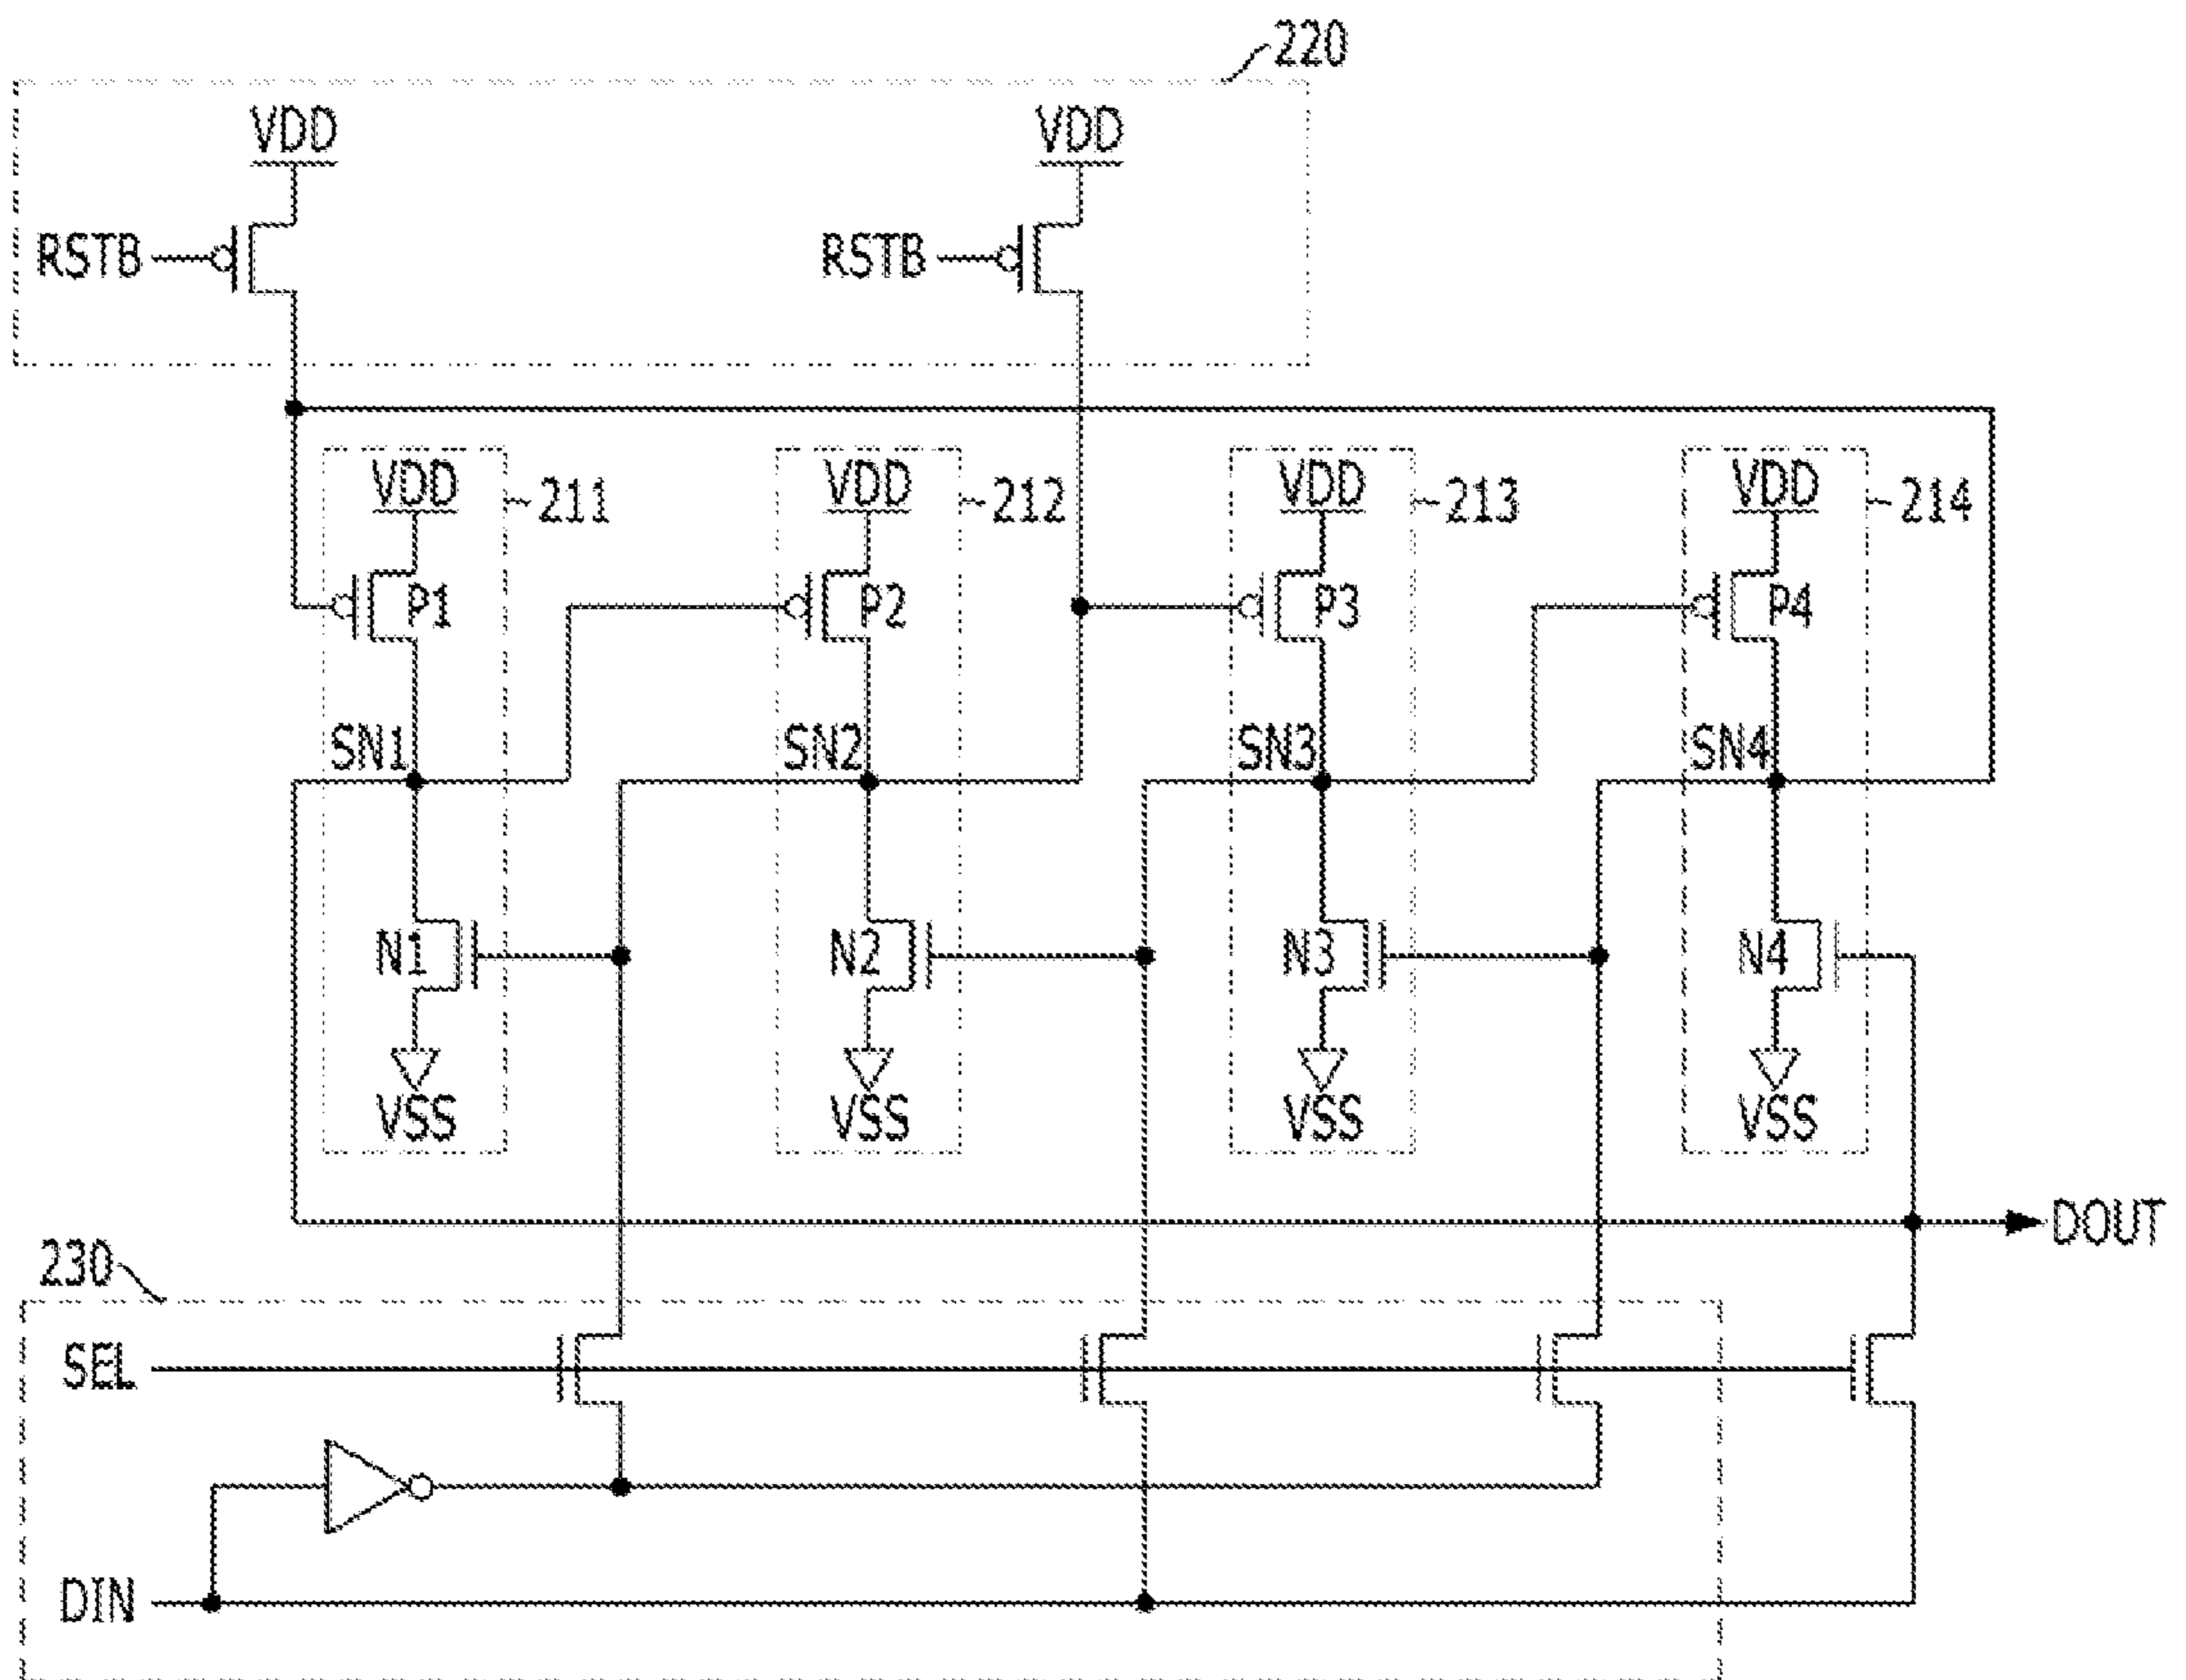 220
VDD VDD
RSTB RSTB
VDD 211 VDD 212 VDD 213 VDD 214
P1 P2 P3 P4
SN1 SN2 SN3 SN4
N1 N2 N3 N4
VSS VSS VSS VSS
DOUT
230
SEL
DIN